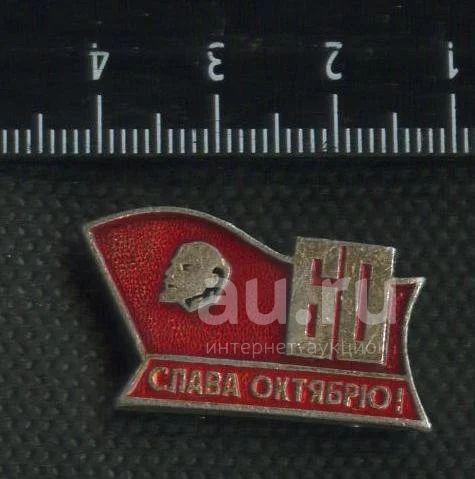 4 3 2 1
60
au.ru
интернет-аукцион
СЛАВА ОКТЯБРЮ!